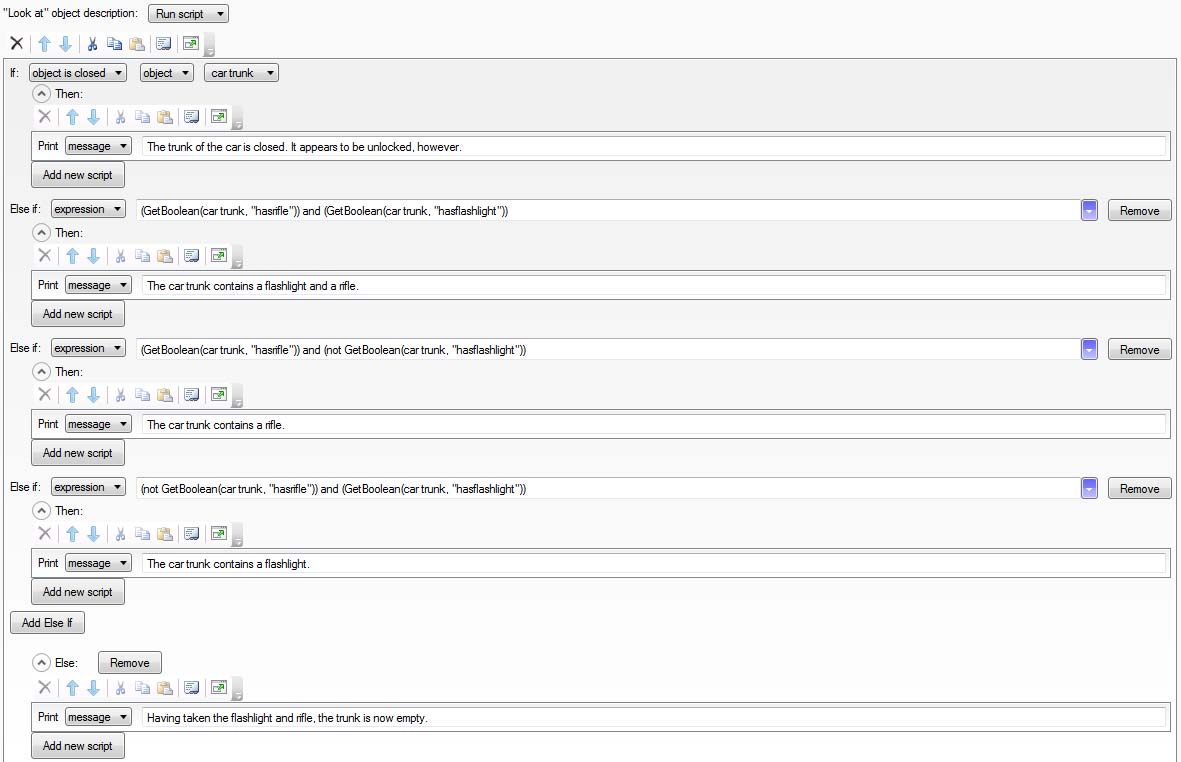 "Look at" object description: Run script
If: object is closed object car trunk
Then:
Print message The trunk of the car is closed. It appears to be unlocked, however.
Add new script
Else if: expression (GetBoolean(car trunk, "hasrifle")) and (GetBoolean(car trunk, "hasflashlight")) Remove
Then:
Print message The car trunk contains a flashlight and a rifle.
Add new script
Else if: expression (GetBoolean(car trunk, "hasrifle")) and (not GetBoolean(car trunk, "hasflashlight")) Remove
Then:
Print message The car trunk contains a rifle.
Add new script
Else if: expression (not GetBoolean(car trunk, "hasrifle")) and (GetBoolean(car trunk, "hasflashlight")) Remove
Then:
Print message The car trunk contains a flashlight.
Add new script
Add Else If
Else: Remove
Print message Having taken the flashlight and rifle, the trunk is now empty.
Add new script